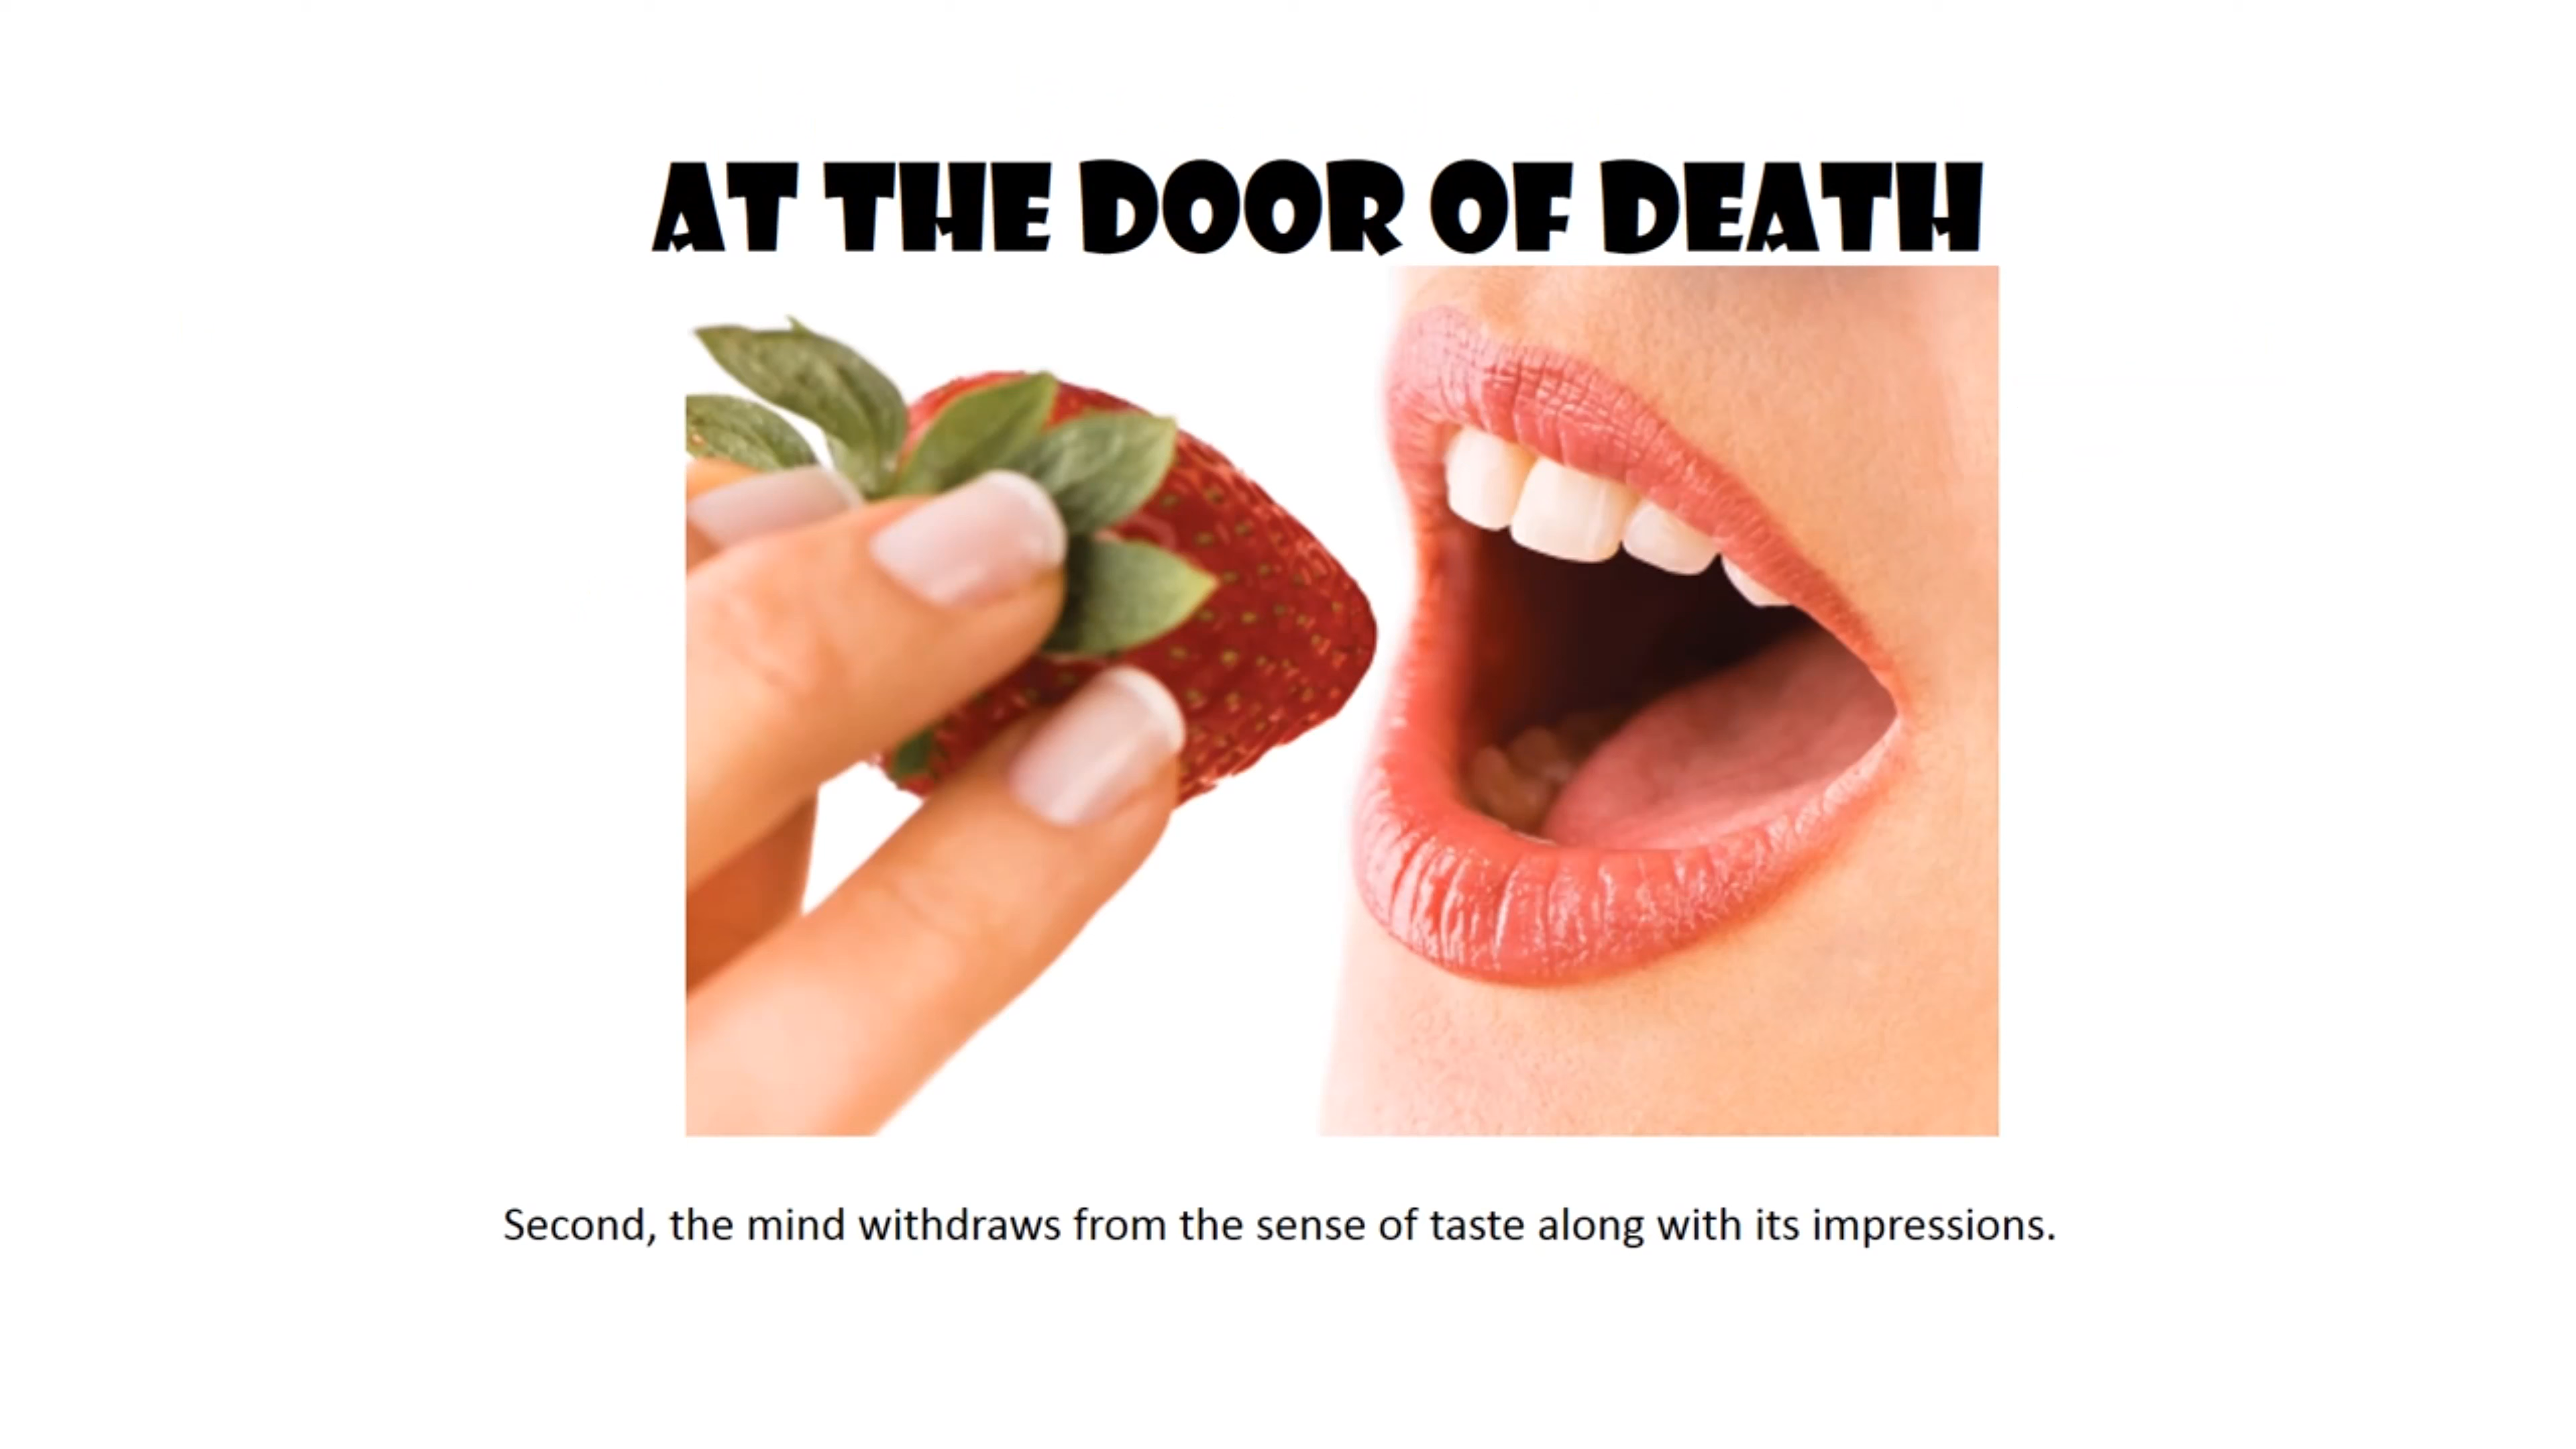 AT THE DOOR OF DEATH
Second, the mind withdraws from the sense of taste along with its impressions.